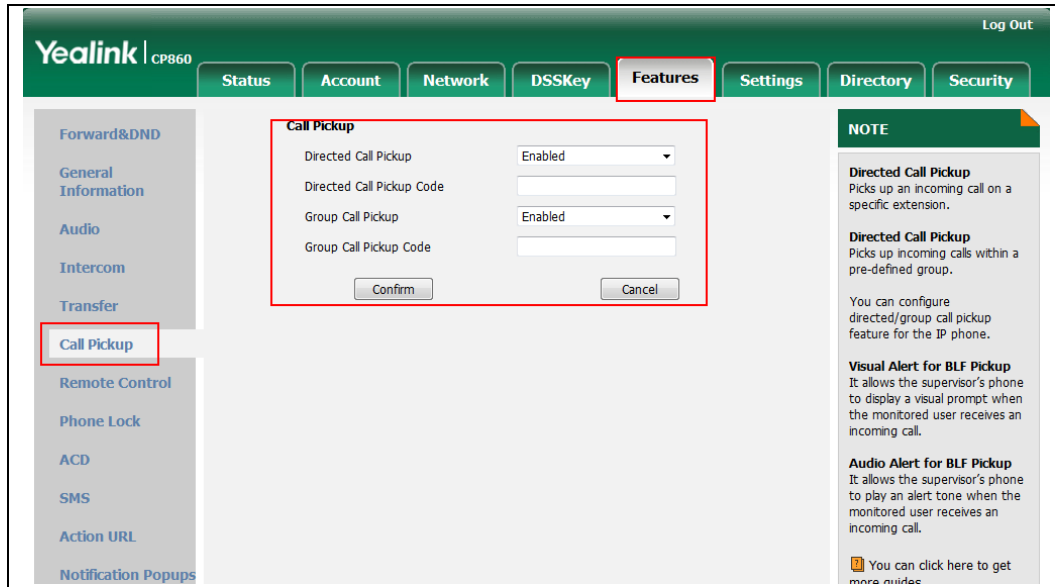 Log Out
Yealink CP860
Status Account Network DSSKey Features Settings Directory Security
Forward&DND
General
Information
Audio
Intercom
Transfer
Call Pickup
Remote Control
Phone Lock
ACD
SMS
Action URL
Notification Popups
Call Pickup
Directed Call Pickup Enabled
Directed Call Pickup Code
Group Call Pickup Enabled
Group Call Pickup Code
Confirm Cancel
NOTE
Directed Call Pickup
Picks up an incoming call on a
specific extension.
Directed Call Pickup
Picks up incoming calls within a
pre-defined group.
You can configure
directed/group call pickup
feature for the IP phone.
Visual Alert for BLF Pickup
It allows the supervisor's phone
to display a visual prompt when
the monitored user receives an
incoming call.
Audio Alert for BLF Pickup
It allows the supervisor's phone
to play an alert tone when the
monitored user receives an
incoming call.
? You can click here to get
more guides